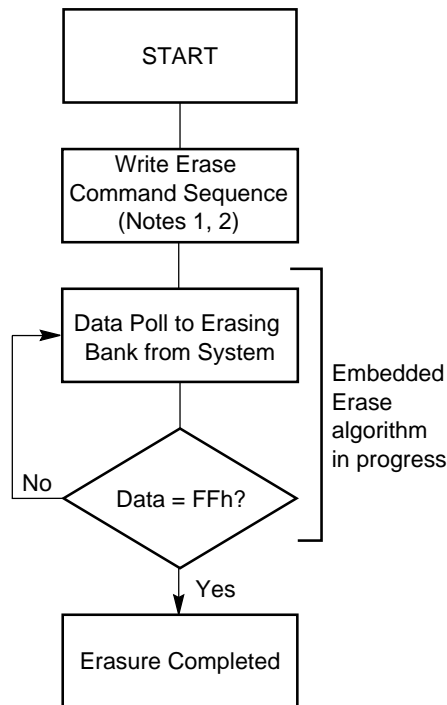 START
Write Erase
Command Sequence
(Notes 1, 2)
Data Poll to Erasing
Bank from System
Embedded
Erase
algorithm
in progress
No
Data = FFh?
Yes
Erasure Completed